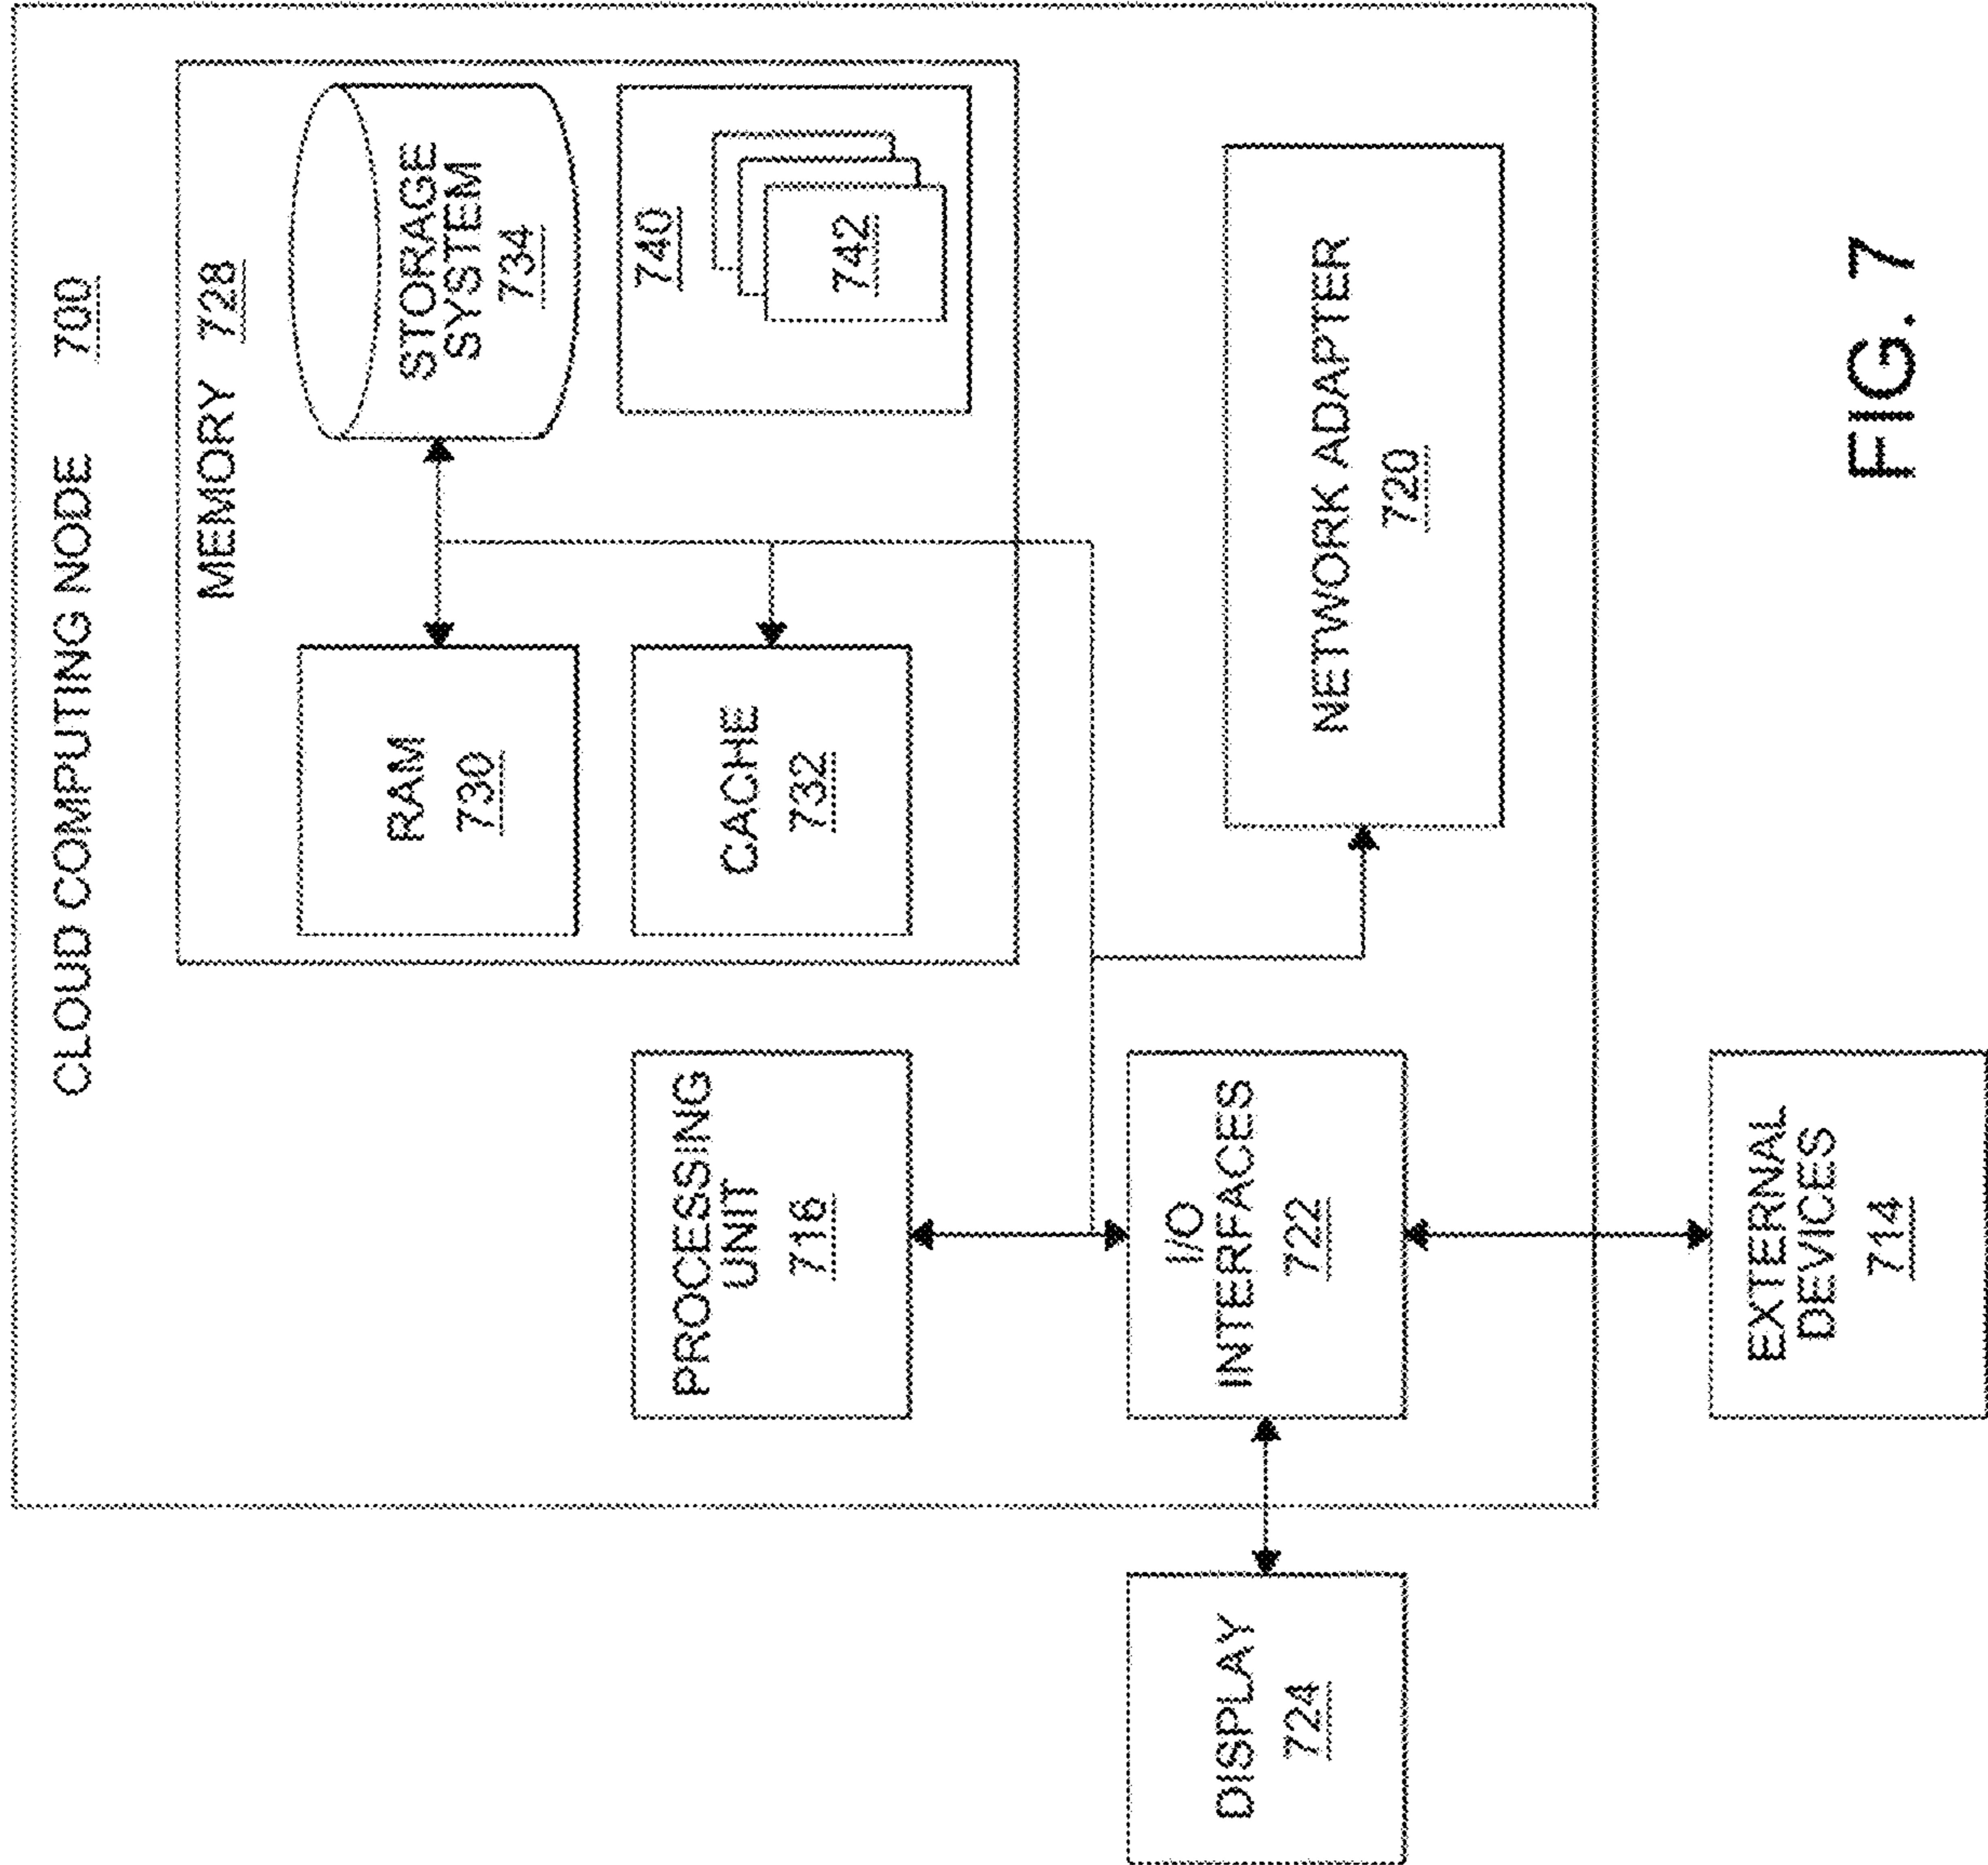 CLOUD COMPUTING NODE 700
MEMORY 728
RAM
730
STORAGE
SYSTEM
734
PROCESSING
UNIT
716
CACHE
732
740
742
DISPLAY
724
I/O
INTERFACES
722
NETWORK ADAPTER
720
EXTERNAL
DEVICES
714
FIG. 7